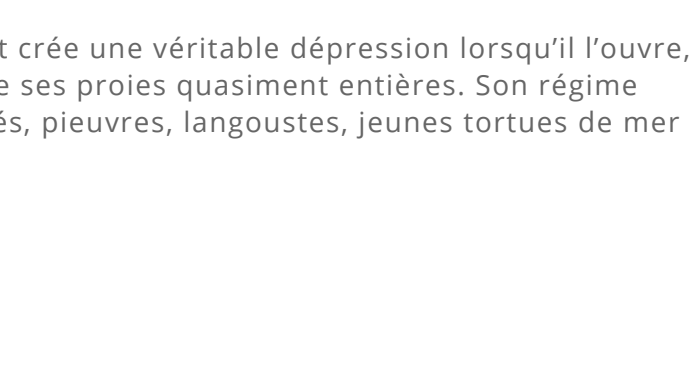 t crée une véritable dépression lorsqu’il l’ouvre,
e ses proies quasiment entières. Son régime
és, pieuvres, langoustes, jeunes tortues de mer